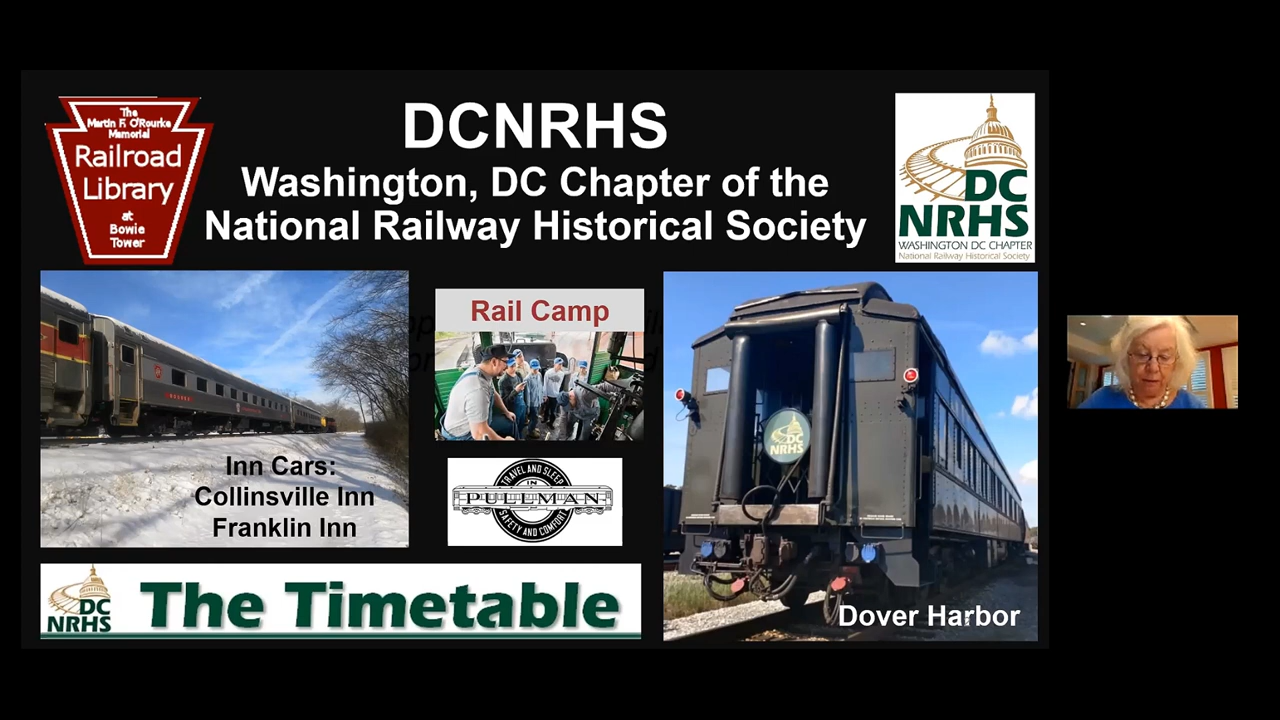 The
Martin F. O'Rourke
Memorial
Railroad
Library
at
Bowie
Tower
DCNRHS
Washington, DC Chapter of the
National Railway Historical Society
DC
NRHS
WASHINGTON DC CHAPTER
National Railway Historical Society
Inn Cars:
Collinsville Inn
Franklin Inn
Rail Camp
TRAVEL AND SLEEP
IN
PULLMAN
SAFETY AND COMFORT
DC
NRHS
Dover Harbor
DC
NRHS
The Timetable